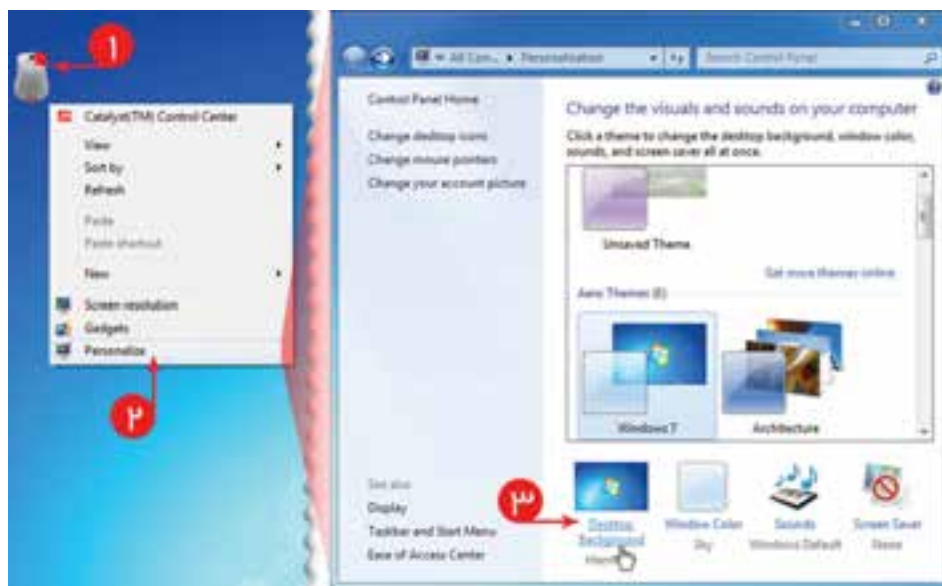 ۱
Catalyst(TM) Control Center
View
Sort by
Refresh
Paste
Paste shortcut
New
Screen resolution
Gadgets
Personalize
۲
All Con... Personalization
Search Control Panel
Control Panel Home
Change desktop icons
Change mouse pointers
Change your account picture
See also
Display
Taskbar and Start Menu
Ease of Access Center
Change the visuals and sounds on your computer
Click a theme to change the desktop background, window color,
sounds, and screen saver all at once.
Unsaved Theme
Get more themes online
Aero Themes (6)
Windows 7
Architecture
۳
Desktop
Background
Window Color
Sky
Sounds
Windows Default
Screen Saver
None